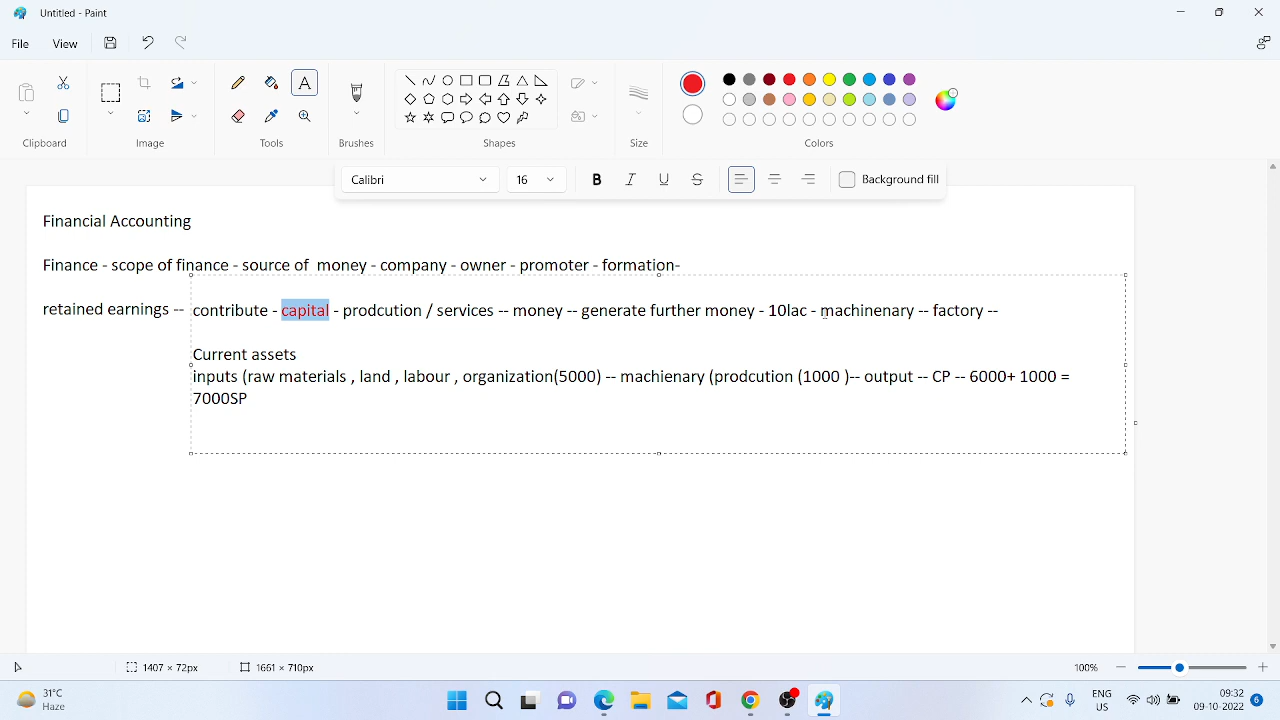 Untitled - Paint
File View
Clipboard Image Tools Brushes Shapes Size Colors
Calibri 16 B I U S Background fill
Financial Accounting
Finance - scope of finance - source of  money - company - owner - promoter - formation-
retained earnings -- contribute - capital - prodcution / services -- money -- generate further money - 10lac - machinenary -- factory --
Current assets
inputs (raw materials , land , labour , organization(5000) -- machienary (prodcution (1000 )-- output -- CP -- 6000+ 1000 =
7000SP
1407 × 72px 1661 × 710px 100%
31°C ENG 09:32
Haze US 09-10-2022 6